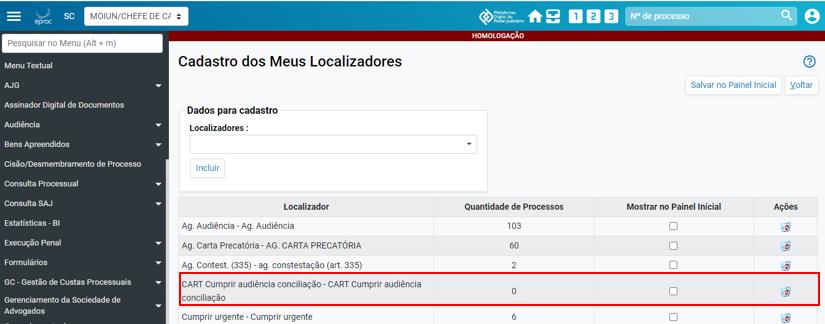 eproc SC MOIUN/CHEFE DE CA Plataforma Digital do Poder Judiciário 1 2 3 Nº de processo
HOMOLOGAÇÃO
Pesquisar no Menu (Alt + m)
Menu Textual
AJG
Assinador Digital de Documentos
Audiência
Bens Apreendidos
Cisão/Desmembramento de Processo
Consulta Processual
Consulta SAJ
Estatísticas - BI
Execução Penal
Formulários
GC - Gestão de Custas Processuais
Gerenciamento da Sociedade de
Advogados
Cadastro dos Meus Localizadores
Salvar no Painel Inicial Voltar
Dados para cadastro
Localizadores :
Incluir
Localizador Quantidade de Processos Mostrar no Painel Inícial Ações
Ag. Audiência - Ag. Audiência 103
Ag. Carta Precatória - AG. CARTA PRECATÓRIA 60
Ag. Contest. (335) - ag. constestação (art. 335) 2
CART Cumprir audiência conciliação - CART Cumprir audiência
conciliação 0
Cumprir urgente - Cumprir urgente 6